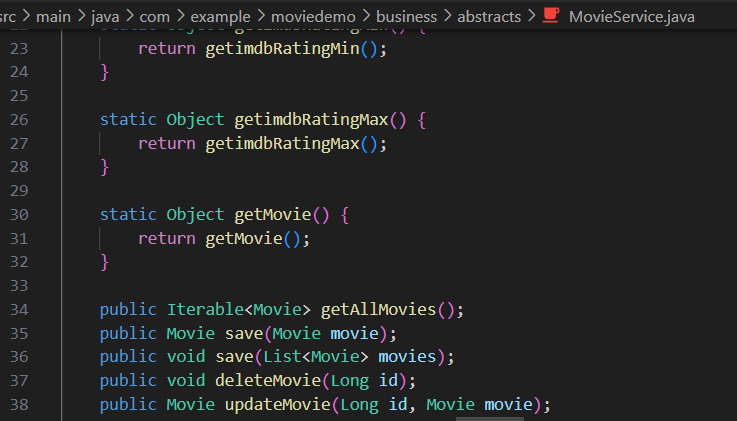 src > main > java > com > example > moviedemo > business > abstracts > MovieService.java
23 return getimdbRatingMin();
24 }
25
26 static Object getimdbRatingMax() {
27 return getimdbRatingMax();
28 }
29
30 static Object getMovie() {
31 return getMovie();
32 }
33
34 public Iterable<Movie> getAllMovies();
35 public Movie save(Movie movie);
36 public void save(List<Movie> movies);
37 public void deleteMovie(Long id);
38 public Movie updateMovie(Long id, Movie movie);